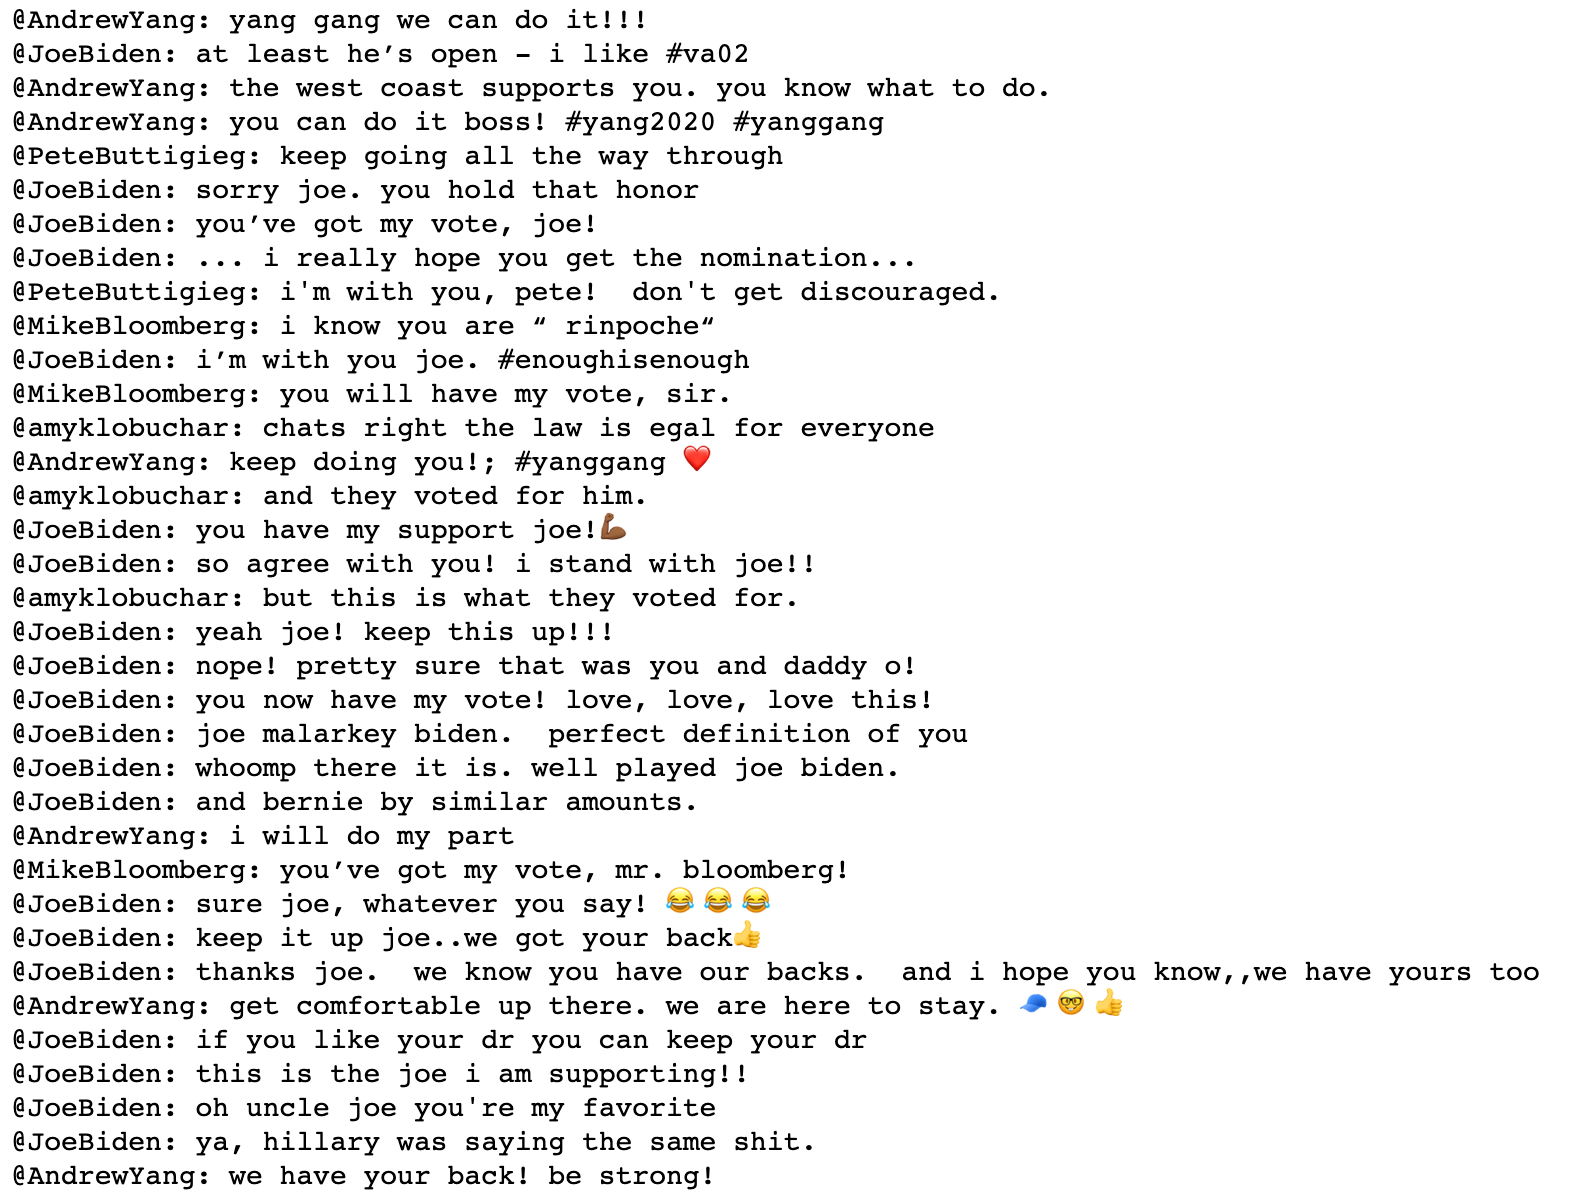 @AndrewYang: yang gang we can do it!!!
@JoeBiden: at least he’s open – i like #va02
@AndrewYang: the west coast supports you. you know what to do.
@AndrewYang: you can do it boss! #yang2020 #yanggang
@PeteButtigieg: keep going all the way through
@JoeBiden: sorry joe. you hold that honor
@JoeBiden: you’ve got my vote, joe!
@JoeBiden: ... i really hope you get the nomination...
@PeteButtigieg: i'm with you, pete!  don't get discouraged.
@MikeBloomberg: i know you are “ rinpoche“
@JoeBiden: i’m with you joe. #enoughisenough
@MikeBloomberg: you will have my vote, sir.
@amyklobuchar: chats right the law is egal for everyone
@AndrewYang: keep doing you!; #yanggang ❤️
@amyklobuchar: and they voted for him.
@JoeBiden: you have my support joe!💪🏾
@JoeBiden: so agree with you! i stand with joe!!
@amyklobuchar: but this is what they voted for.
@JoeBiden: yeah joe! keep this up!!!
@JoeBiden: nope! pretty sure that was you and daddy o!
@JoeBiden: you now have my vote! love, love, love this!
@JoeBiden: joe malarkey biden.  perfect definition of you
@JoeBiden: whoomp there it is. well played joe biden.
@JoeBiden: and bernie by similar amounts.
@AndrewYang: i will do my part
@MikeBloomberg: you’ve got my vote, mr. bloomberg!
@JoeBiden: sure joe, whatever you say! 😂 😂 😂
@JoeBiden: keep it up joe..we got your back👍
@JoeBiden: thanks joe.  we know you have our backs.  and i hope you know,,we have yours too
@AndrewYang: get comfortable up there. we are here to stay. 🧢 🤓 👍
@JoeBiden: if you like your dr you can keep your dr
@JoeBiden: this is the joe i am supporting!!
@JoeBiden: oh uncle joe you're my favorite
@JoeBiden: ya, hillary was saying the same shit.
@AndrewYang: we have your back! be strong!